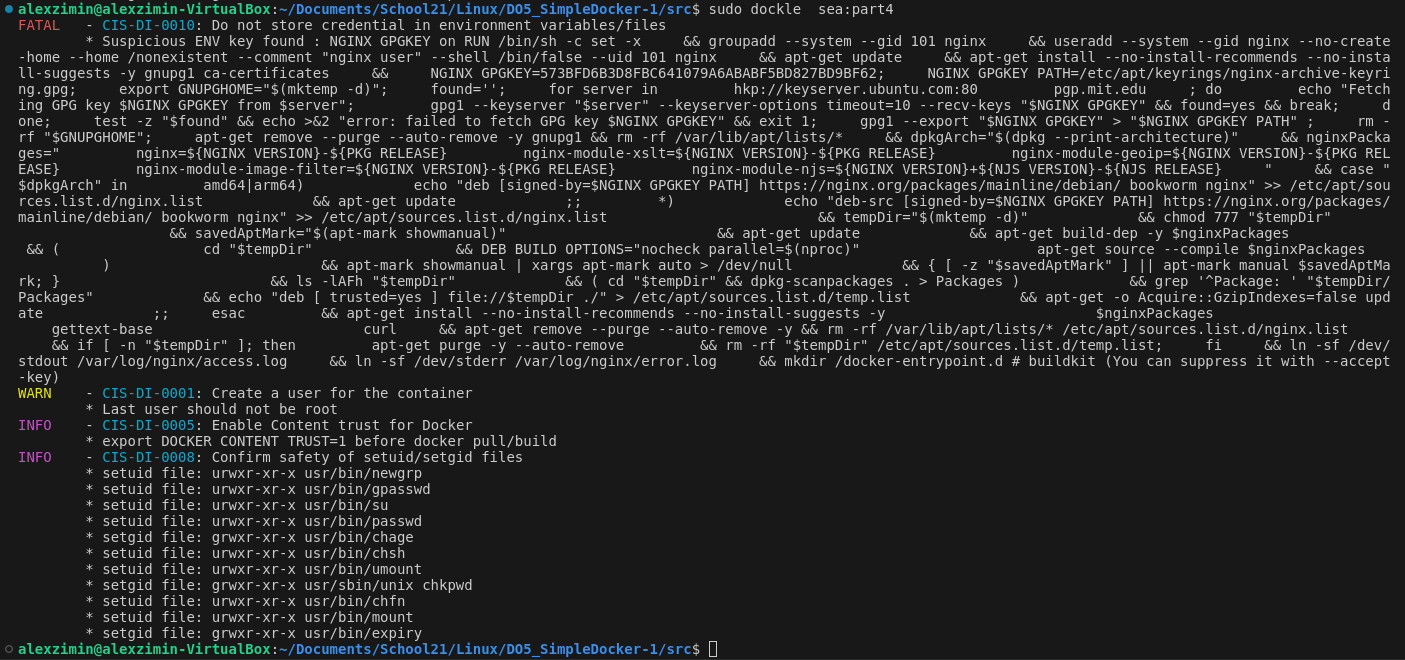 alexzimin@alexzimin-VirtualBox:~/Documents/School21/Linux/DO5_SimpleDocker-1/src$ sudo dockle  sea:part4
FATAL   - CIS-DI-0010: Do not store credential in environment variables/files
        * Suspicious ENV key found : NGINX GPGKEY on RUN /bin/sh -c set -x     && groupadd --system --gid 101 nginx     && useradd --system --gid nginx --no-create
-home --home /nonexistent --comment "nginx user" --shell /bin/false --uid 101 nginx     && apt-get update     && apt-get install --no-install-recommends --no-insta
ll-suggests -y gnupg1 ca-certificates     &&     NGINX GPGKEY=573BFD6B3D8FBC641079A6ABABF5BD827BD9BF62;     NGINX GPGKEY PATH=/etc/apt/keyrings/nginx-archive-keyri
ng.gpg;     export GNUPGHOME="$(mktemp -d)";     found='';     for server in         hkp://keyserver.ubuntu.com:80         pgp.mit.edu     ; do         echo "Fetch
ing GPG key $NGINX GPGKEY from $server";         gpg1 --keyserver "$server" --keyserver-options timeout=10 --recv-keys "$NGINX GPGKEY" && found=yes && break;     d
one;     test -z "$found" && echo >&2 "error: failed to fetch GPG key $NGINX GPGKEY" && exit 1;     gpg1 --export "$NGINX GPGKEY" > "$NGINX GPGKEY PATH" ;     rm -
rf "$GNUPGHOME";     apt-get remove --purge --auto-remove -y gnupg1 && rm -rf /var/lib/apt/lists/*     && dpkgArch="$(dpkg --print-architecture)"     && nginxPacka
ges="         nginx=${NGINX VERSION}-${PKG RELEASE}         nginx-module-xslt=${NGINX VERSION}-${PKG RELEASE}         nginx-module-geoip=${NGINX VERSION}-${PKG REL
EASE}         nginx-module-image-filter=${NGINX VERSION}-${PKG RELEASE}         nginx-module-njs=${NGINX VERSION}+${NJS VERSION}-${NJS RELEASE}     "     && case "
$dpkgArch" in         amd64|arm64)             echo "deb [signed-by=$NGINX GPGKEY PATH] https://nginx.org/packages/mainline/debian/ bookworm nginx" >> /etc/apt/sou
rces.list.d/nginx.list             && apt-get update             ;;         *)             echo "deb-src [signed-by=$NGINX GPGKEY PATH] https://nginx.org/packages/
mainline/debian/ bookworm nginx" >> /etc/apt/sources.list.d/nginx.list                         && tempDir="$(mktemp -d)"             && chmod 777 "$tempDir"
                  && savedAptMark="$(apt-mark showmanual)"                         && apt-get update             && apt-get build-dep -y $nginxPackages
 && (                 cd "$tempDir"                 && DEB BUILD OPTIONS="nocheck parallel=$(nproc)"                     apt-get source --compile $nginxPackages
          )                         && apt-mark showmanual | xargs apt-mark auto > /dev/null             && { [ -z "$savedAptMark" ] || apt-mark manual $savedAptMa
rk; }                         && ls -lAFh "$tempDir"             && ( cd "$tempDir" && dpkg-scanpackages . > Packages )             && grep '^Package: ' "$tempDir/
Packages"             && echo "deb [ trusted=yes ] file://$tempDir ./" > /etc/apt/sources.list.d/temp.list             && apt-get -o Acquire::GzipIndexes=false upd
ate             ;;     esac         && apt-get install --no-install-recommends --no-install-suggests -y                         $nginxPackages
    gettext-base                         curl     && apt-get remove --purge --auto-remove -y && rm -rf /var/lib/apt/lists/* /etc/apt/sources.list.d/nginx.list
    && if [ -n "$tempDir" ]; then         apt-get purge -y --auto-remove         && rm -rf "$tempDir" /etc/apt/sources.list.d/temp.list;     fi     && ln -sf /dev/
stdout /var/log/nginx/access.log     && ln -sf /dev/stderr /var/log/nginx/error.log     && mkdir /docker-entrypoint.d # buildkit (You can suppress it with --accept
-key)
WARN    - CIS-DI-0001: Create a user for the container
        * Last user should not be root
INFO    - CIS-DI-0005: Enable Content trust for Docker
        * export DOCKER CONTENT TRUST=1 before docker pull/build
INFO    - CIS-DI-0008: Confirm safety of setuid/setgid files
        * setuid file: urwxr-xr-x usr/bin/newgrp
        * setuid file: urwxr-xr-x usr/bin/gpasswd
        * setuid file: urwxr-xr-x usr/bin/su
        * setuid file: urwxr-xr-x usr/bin/passwd
        * setgid file: grwxr-xr-x usr/bin/chage
        * setuid file: urwxr-xr-x usr/bin/chsh
        * setuid file: urwxr-xr-x usr/bin/umount
        * setgid file: grwxr-xr-x usr/sbin/unix chkpwd
        * setuid file: urwxr-xr-x usr/bin/chfn
        * setuid file: urwxr-xr-x usr/bin/mount
        * setgid file: grwxr-xr-x usr/bin/expiry
alexzimin@alexzimin-VirtualBox:~/Documents/School21/Linux/DO5_SimpleDocker-1/src$